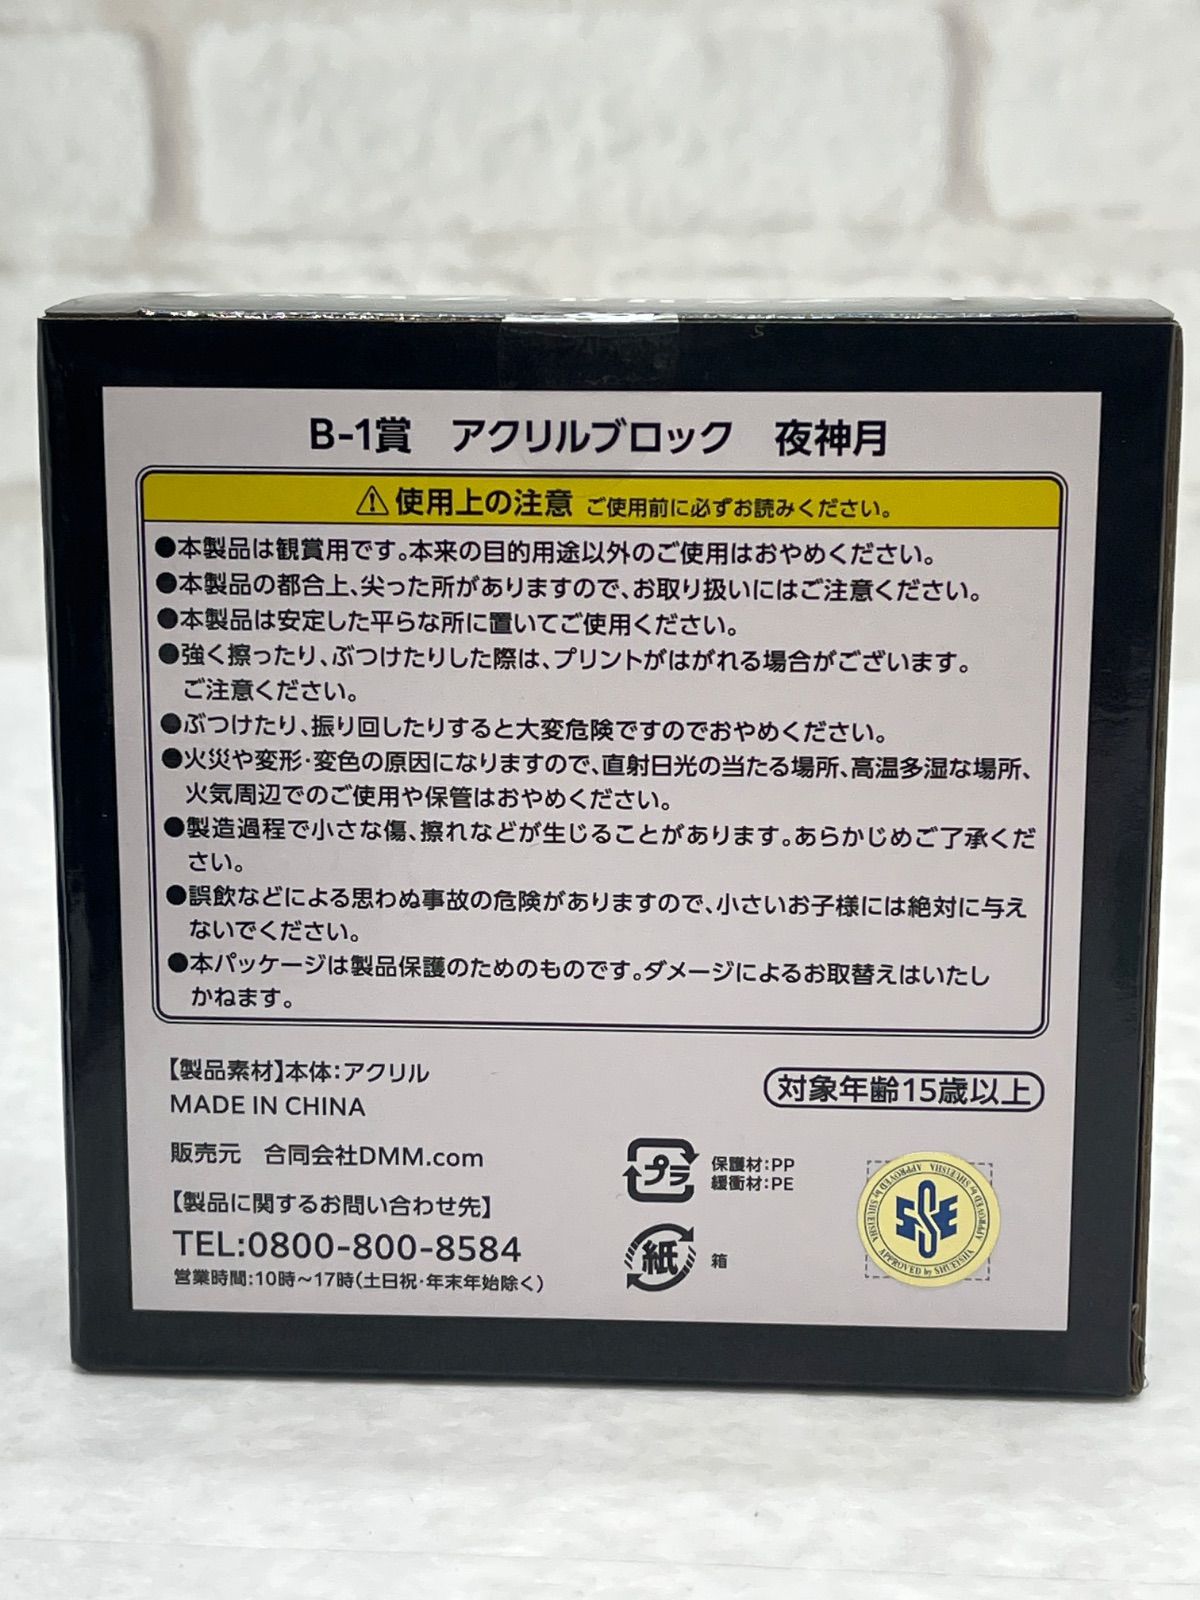 B-1賞 アクリルブロック 夜神月
⚠使用上の注意 ご使用前に必ずお読みください。
●本製品は観賞用です。本来の目的用途以外のご使用はおやめください。
●本製品の都合上、尖った所がありますので、お取り扱いにはご注意ください。
●本製品は安定した平らな所に置いてご使用ください。
●強く擦ったり、ぶつけたりした際は、プリントがはがれる場合がございます。
ご注意ください。
●ぶつけたり、振り回したりすると大変危険ですのでおやめください。
●火災や変形・変色の原因になりますので、直射日光の当たる場所、高温多湿な場所、
火気周辺でのご使用や保管はおやめください。
●製造過程で小さな傷、擦れなどが生じることがあります。あらかじめご了承くだ
さい。
●誤飲などによる思わぬ事故の危険がありますので、小さいお子様には絶対に与え
ないでください。
●本パッケージは製品保護のためのものです。ダメージによるお取替えはいたし
かねます。
【製品素材】本体:アクリル
MADE IN CHINA
対象年齢15歳以上
販売元 合同会社DMM.com
【製品に関するお問い合わせ先】
TEL:0800-800-8584
営業時間:10時〜17時(土日祝・年末年始除く)
プラ
保護材:PP
緩衝材:PE
紙
箱
SSE
APPROVED by SHUEISHA APPROVED by SHUEISHA APPROVED by SHUEISHA